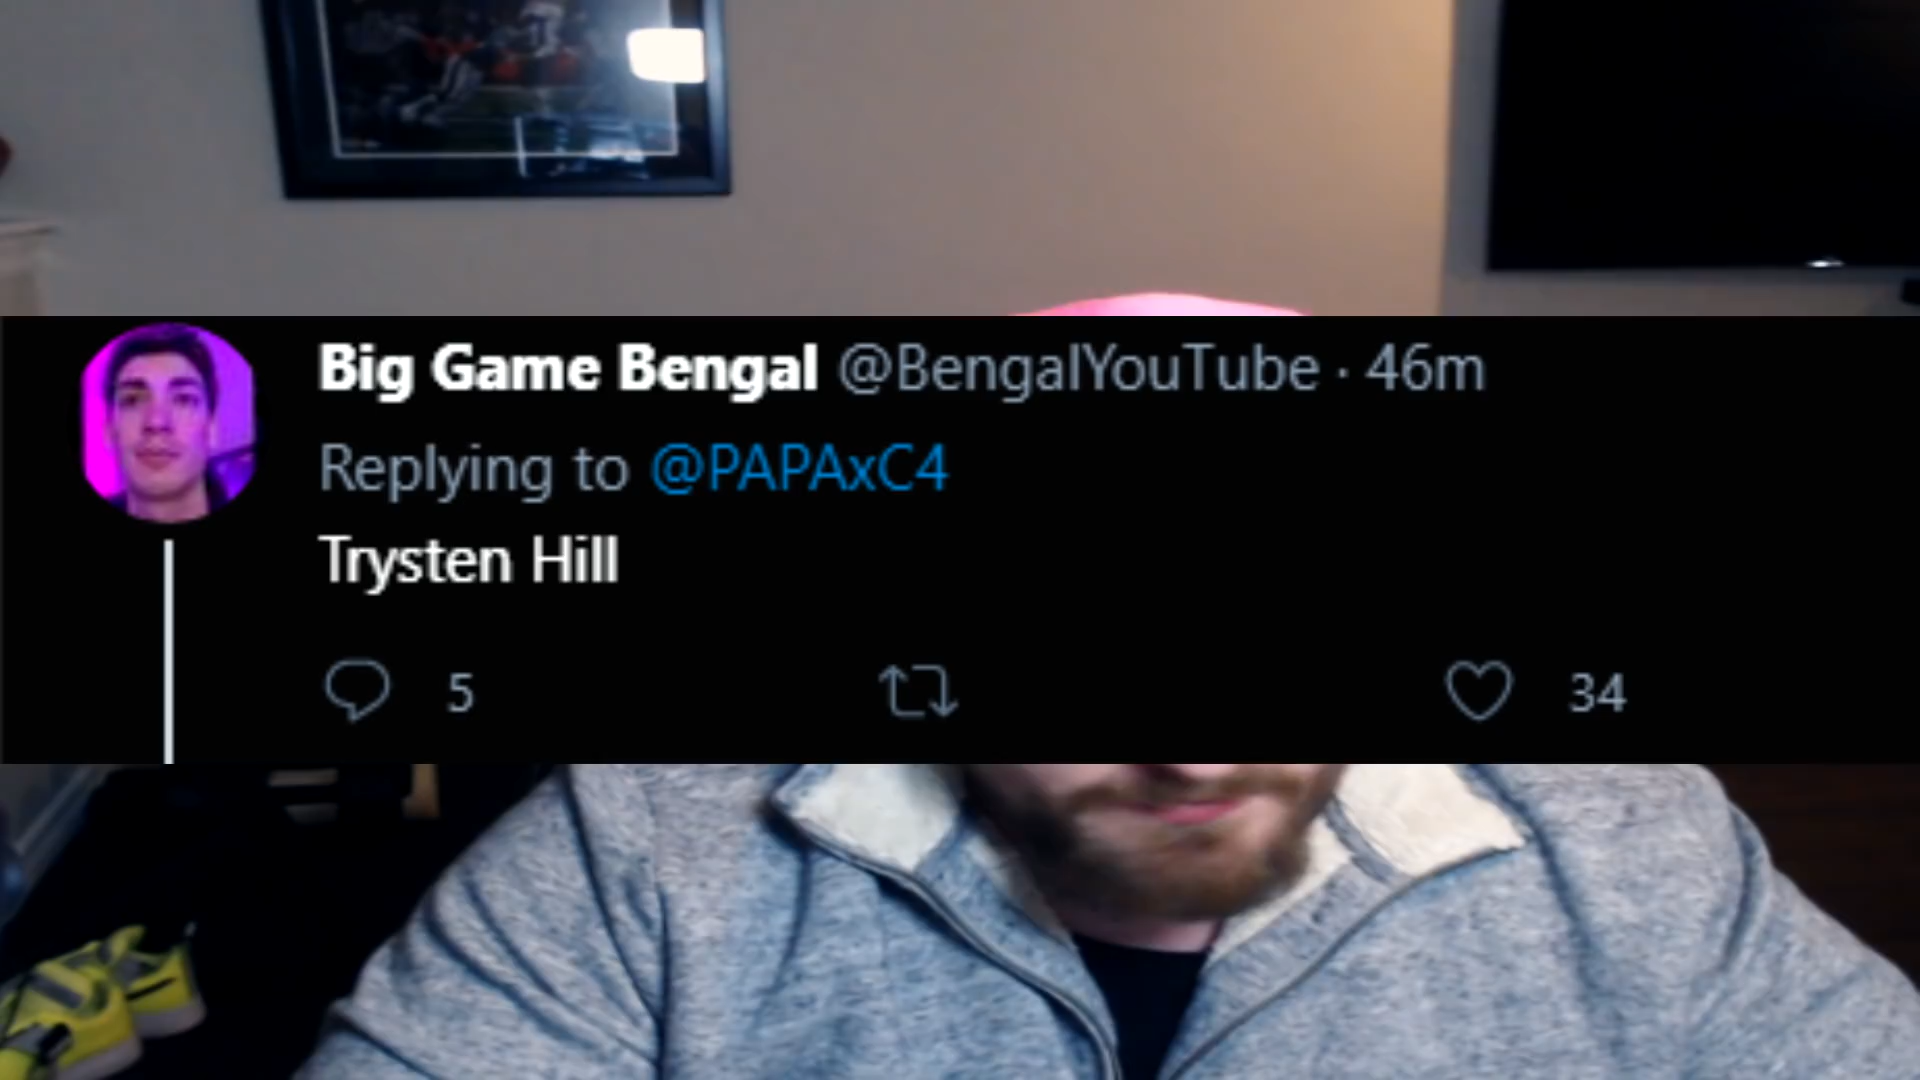 Big Game Bengal @BengalYouTube · 46m
Replying to @PAPAxC4
Trysten Hill
5 34